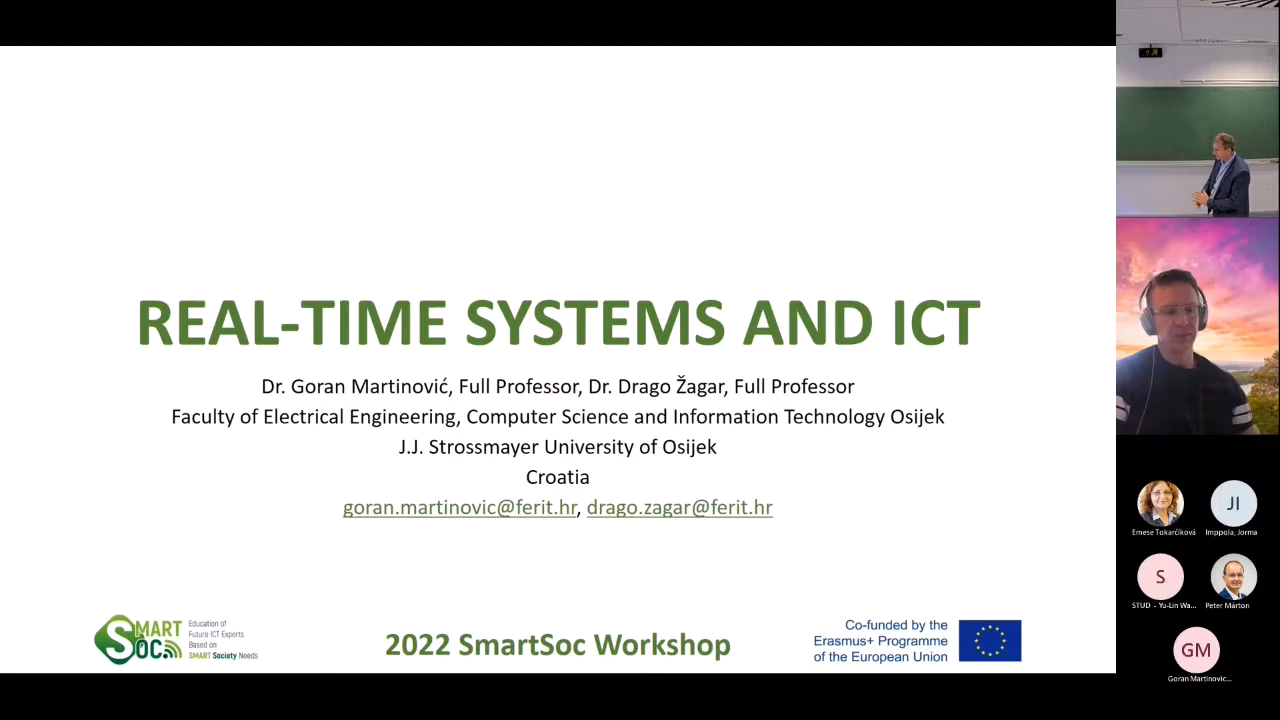 REAL-TIME SYSTEMS AND ICT
Dr. Goran Martinović, Full Professor, Dr. Drago Žagar, Full Professor
Faculty of Electrical Engineering, Computer Science and Information Technology Osijek
J.J. Strossmayer University of Osijek
Croatia
goran.martinovic@ferit.hr, drago.zagar@ferit.hr
SMART
SOC
Education of
Future ICT Experts
Based on
SMART Society Needs
2022 SmartSoc Workshop
Co-funded by the
Erasmus+ Programme
of the European Union
JI
Emese Tokarčíková
Imppola, Jorma
S
STUD - Yu-Lin Wa...
Peter Márton
GM
Goran Martinovic...